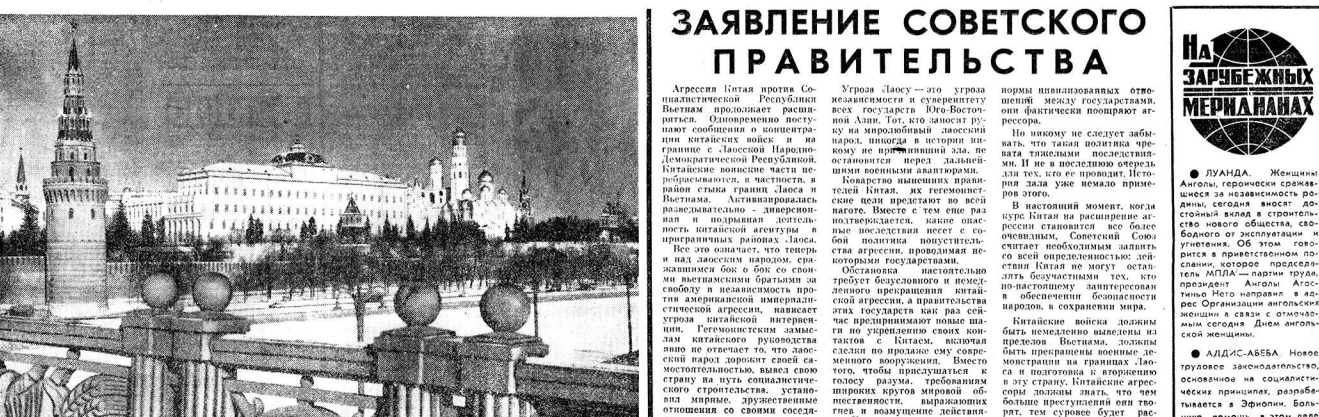 ЗАЯВЛЕНИЕ СОВЕТСКОГО
ПРАВИТЕЛЬСТВА
Агрессия Китая против Со-
циалистической Республики
Вьетнам продолжает расши-
ряться. Одновременно посту-
пают сообщения о концентра-
ции китайских войск и на
границе с Лаосской Народно-
Демократической Республикой.
Китайские воинские части пе-
ребрасываются, в частности, в
район стыка границ Лаоса и
Вьетнама. Активизировалась
разведывательно - диверсион-
ная и подрывная деятель-
ность китайской агентуры в
приграничных районах Лаоса.
Все это означает, что теперь
и над лаосским народом, сра-
жавшимся бок о бок со свои-
ми вьетнамскими братьями за
свободу и независимость про-
тив американской империали-
стической агрессии, нависает
угроза китайской интервен-
ции. Гегемонистским замыс-
лам китайского руководства
явно не отвечает то, что лаос-
ский народ дорожит своей са-
мостоятельностью, вывел свою
страну на путь социалистиче-
ского строительства, устано-
вил мирные, дружественные
отношения со своими соседя-
Угроза Лаосу — это угроза
независимости и суверенитету
всех государств Юго-Восточ-
ной Азии. Тот, кто заносит ру-
ку на миролюбивый лаосский
народ, никогда в истории ни-
кому не причинивший зла, не
остановится перед дальней-
шими военными авантюрами.
Коварство нынешних прави-
телей Китая, их гегемонист-
ские цели предстают во всей
наготе. Вместе с тем еще раз
подтверждается, какие опас-
ные последствия несет с со-
бой политика попустительс-
тва агрессии, проводимая не-
которыми государствами.
Обстановка настоятельно
требует безусловного и немед-
ленного прекращения китай-
ской агрессии, а правительства
этих государств как раз сей-
час предпринимают новые ша-
ги по укреплению своих кон-
тактов с Китаем, включая
сделки по продаже ему совре-
менного вооружения. Вместо
того, чтобы прислушаться к
голосу разума, требованиям
широких кругов мировой об-
щественности, выражающих
гнев и возмущение действия-
нормы цивилизованных отно-
шений между государствами,
они фактически поощряют аг-
рессора.
Но никому не следует забы-
вать, что такая политика чре-
вата тяжелыми последствия-
ми. И не в последнюю очередь
для тех, кто ее проводит. Исто-
рия дала уже немало приме-
ров этого.
В настоящий момент, когда
курс Китая на расширение аг-
рессии становится все более
очевидным, Советский Союз
считает необходимым заявить
со всей определенностью: дей-
ствия Китая не могут остав-
лять безучастными тех, кто
по-настоящему заинтересован
в обеспечении безопасности
народов, в сохранении мира.
Китайские войска должны
быть немедленно выведены из
пределов Вьетнама, должны
быть прекращены военные де-
монстрации на границах Лао-
са и подготовка к вторжению
в эту страну. Китайские агрес-
соры должны знать, что чем
больше преступлений они тво-
рят, тем суровее будет рас-
НА
ЗАРУБЕЖНЫХ
МЕРИДИАНАХ
● ЛУАНДА. Женщины
Анголы, героически сражав-
шиеся за независимость ро-
дины, сегодня вносят до-
стойный вклад в строитель-
ство нового общества, сво-
бодного от эксплуатации и
угнетения. Об этом гово-
рится в приветственном по-
слании, которое председа-
тель МПЛА — партии труда,
президент Анголы Агос-
тиньо Нето направил в ад-
рес Организации ангольских
женщин в связи с отмечае-
мым сегодня Днем ангольс-
кой женщины.
● АДДИС-АБЕБА. Новое
трудовое законодательство,
основанное на социалисти-
ческих принципах, разраба-
тывается в Эфиопии. Боль-